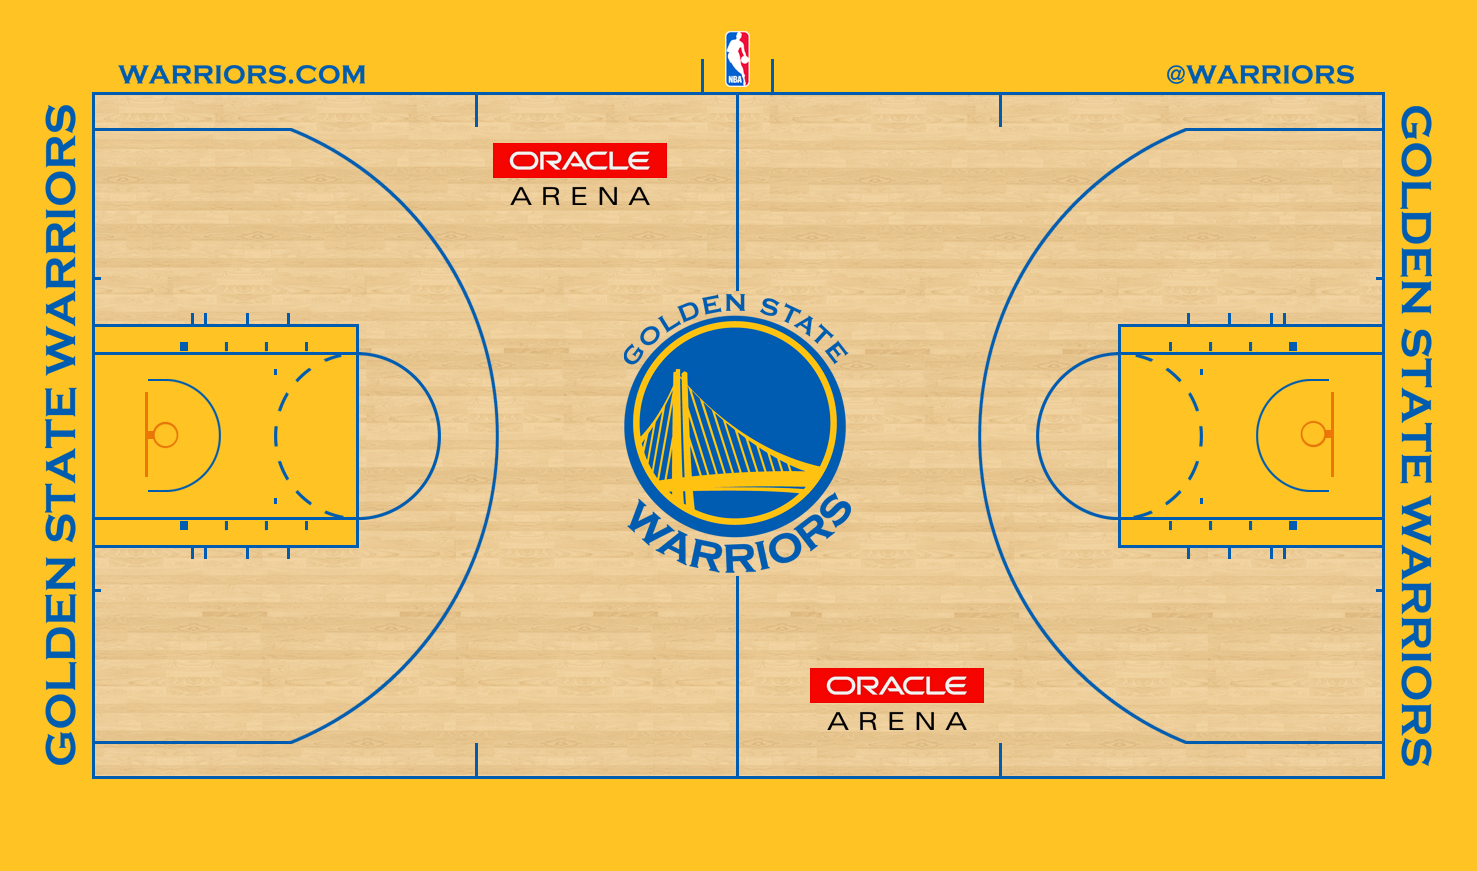 NBA
WARRIORS.COM
@WARRIORS
GOLDEN STATE WARRIORS
GOLDEN STATE WARRIORS
ORACLE
ARENA
GOLDEN STATE
WARRIORS
ORACLE
ARENA